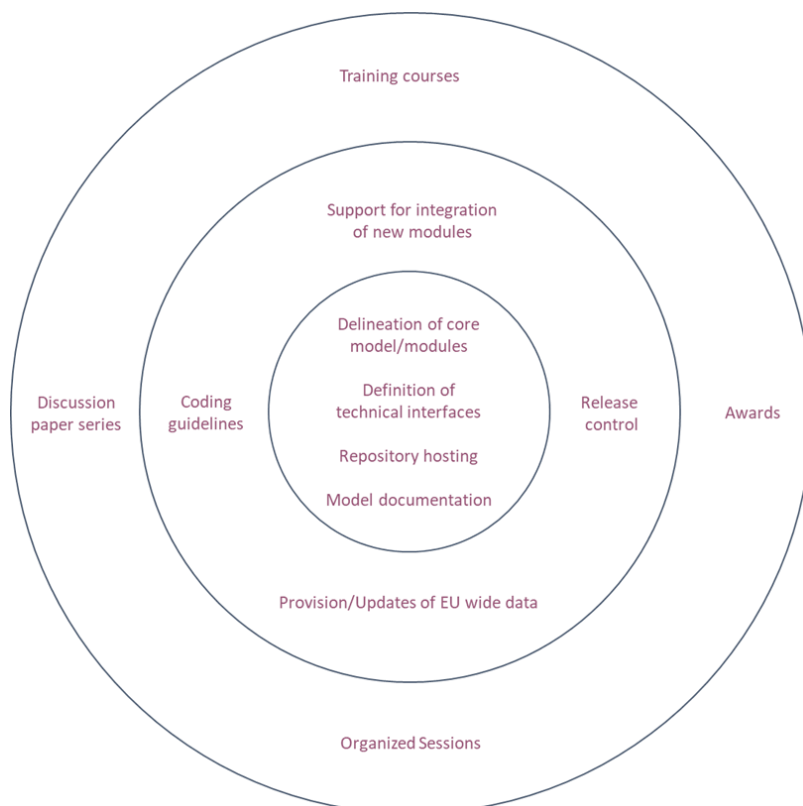 Training courses
Support for integration
of new modules
Delineation of core
model/modules
Definition of
technical interfaces
Repository hosting
Model documentation
Discussion
paper series
Coding
guidelines
Release
control
Awards
Provision/Updates of EU wide data
Organized Sessions